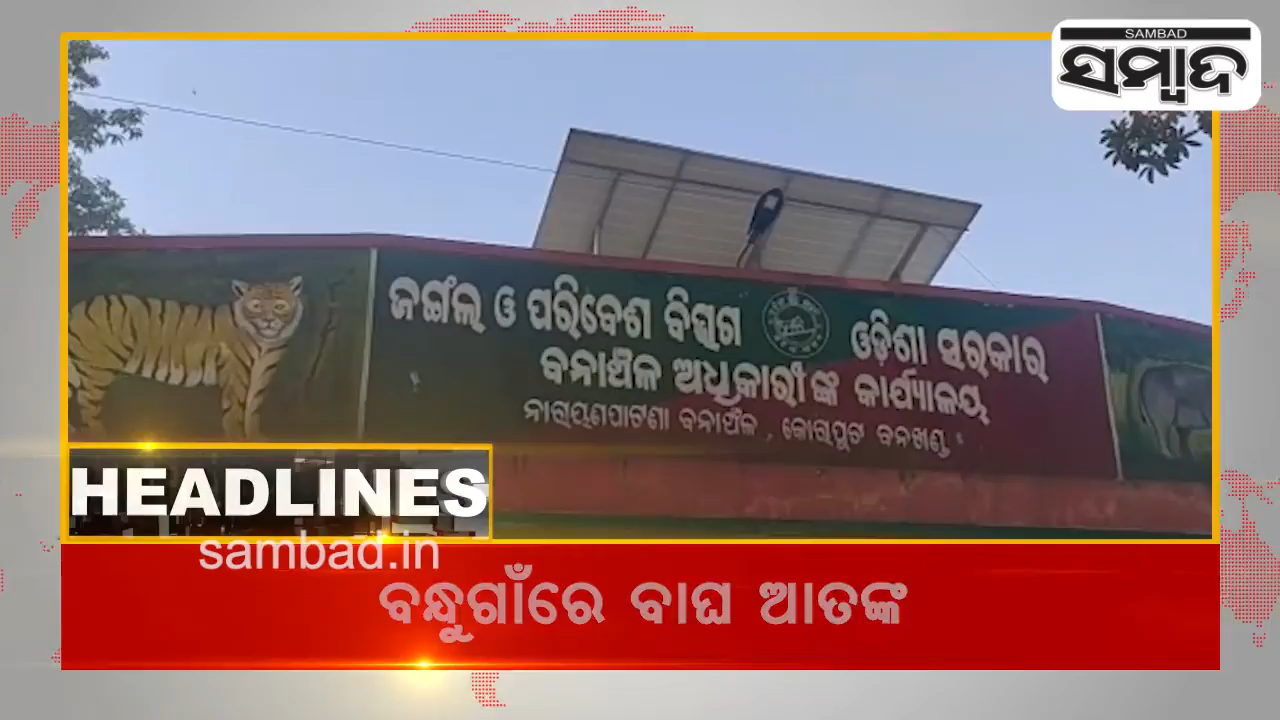 SAMBAD
ସମ୍ବାଦ
ଜଙ୍ଗଲ ଓ ପରିବେଶ ବିଭାଗ ଓଡ଼ିଶା ସରକାର
ବନାଞ୍ଚଳ ଅଧିକାରୀଙ୍କ କାର୍ଯ୍ୟାଳୟ
ନାରାୟଣପାଟଣା ବନାଞ୍ଚଳ , କୋରାପୁଟ ବନଖଣ୍ଡ
HEADLINES
sambad.in
ବନ୍ଧୁଗାଁରେ ବାଘ ଆତଙ୍କ